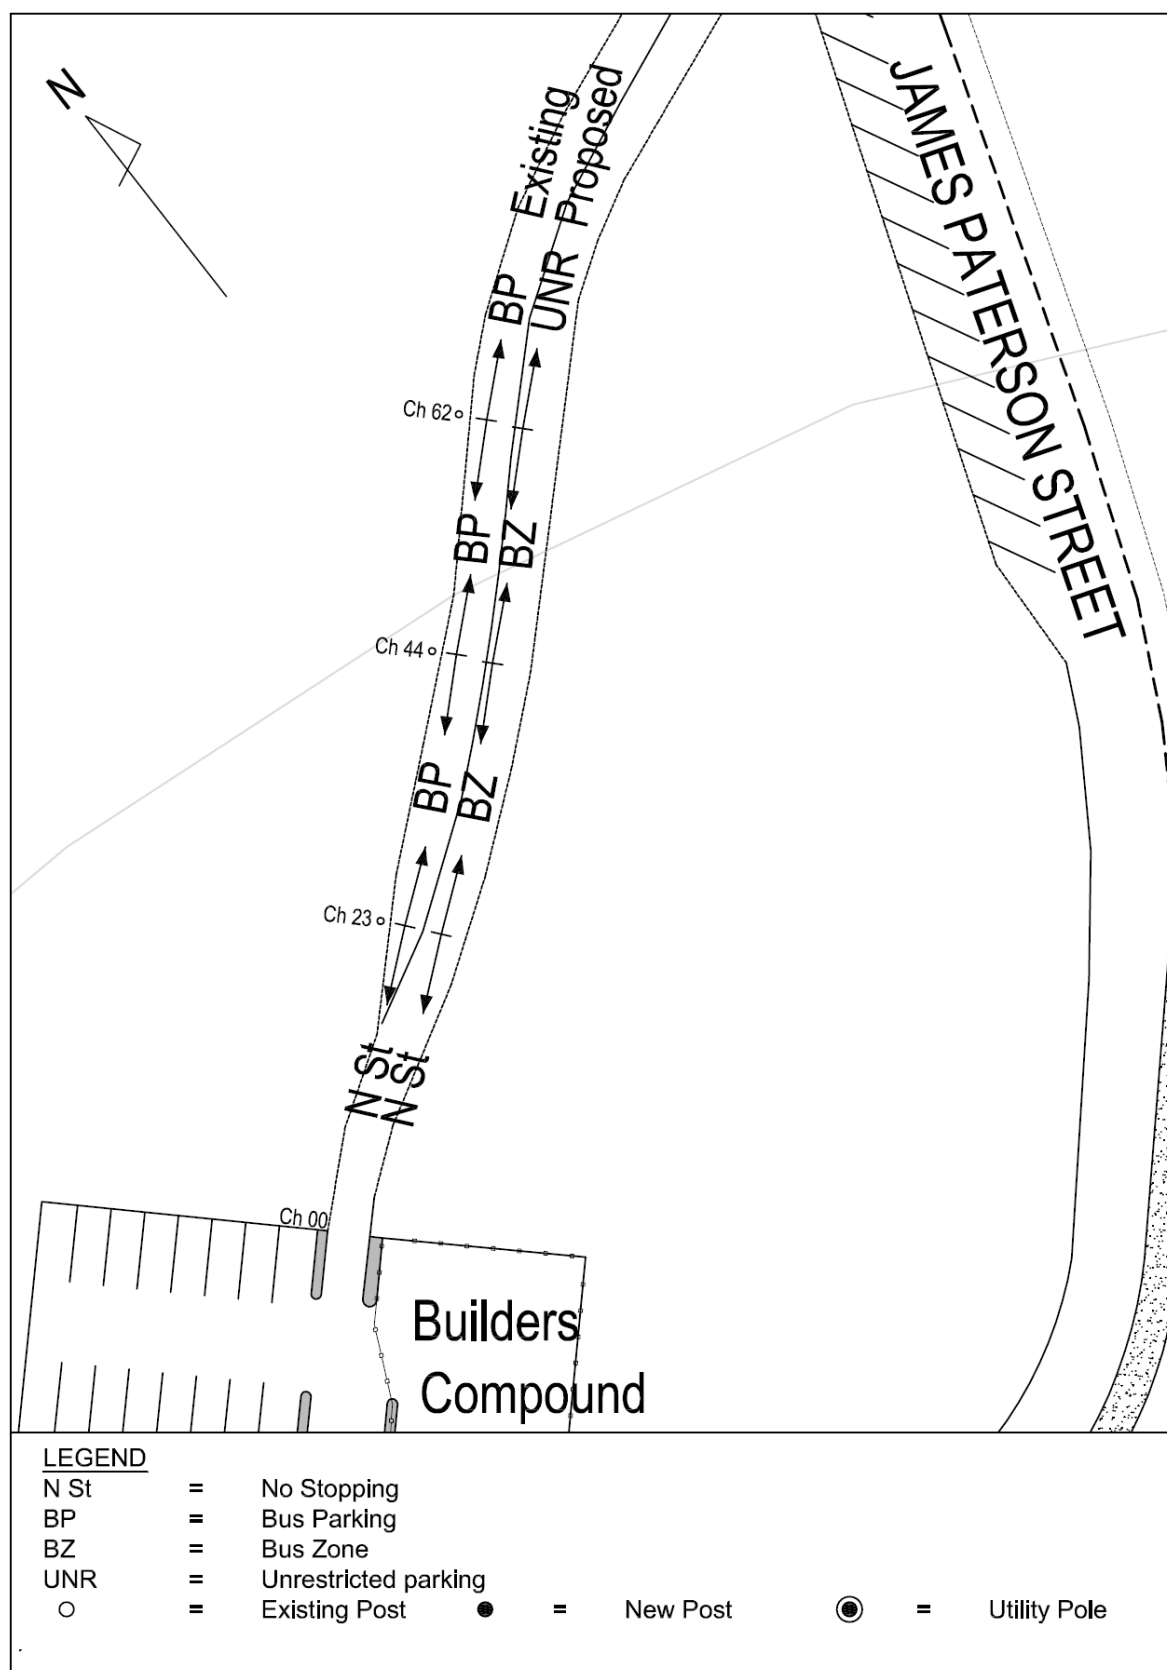 N
Existing
Proposed
JAMES PATERSON STREET
BP
UNR
Ch 62
BP
BZ
Ch 44
BP
BZ
Ch 23
N St
N St
Ch 00
Builders
Compound
LEGEND
N St = No Stopping
BP = Bus Parking
BZ = Bus Zone
UNR = Unrestricted parking
= Existing Post = New Post = Utility Pole